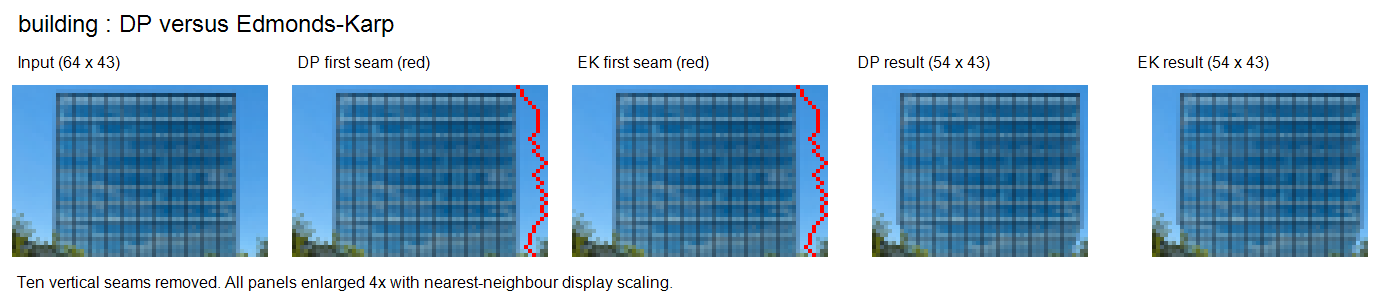 building : DP versus Edmonds-Karp
Input (64 x 43)
DP first seam (red)
EK first seam (red)
DP result (54 x 43)
EK result (54 x 43)
Ten vertical seams removed. All panels enlarged 4x with nearest-neighbour display scaling.